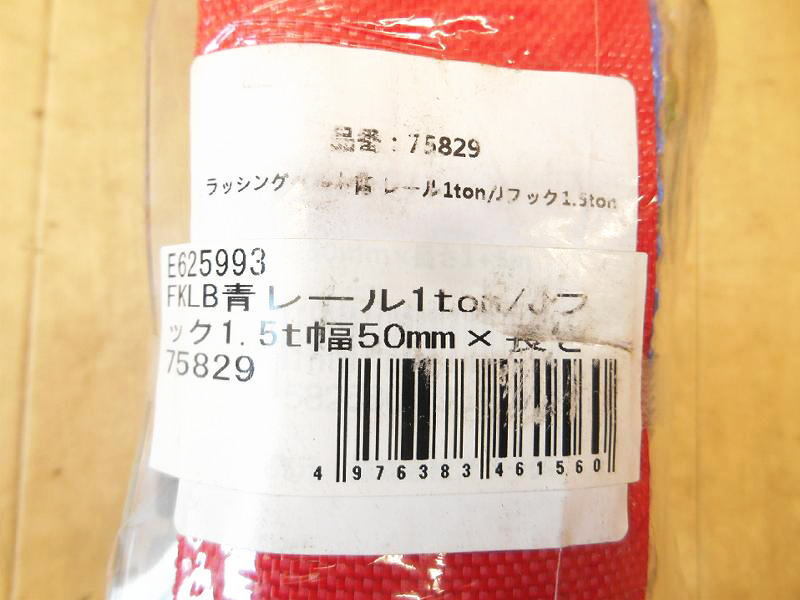 品番：75829
ラッシングベルト青 レール1ton/Jフック1.5ton
E625993
FKLB青レール1ton/Jフ
ック1.5t幅50mm×長さ
75829
4 976383 461560